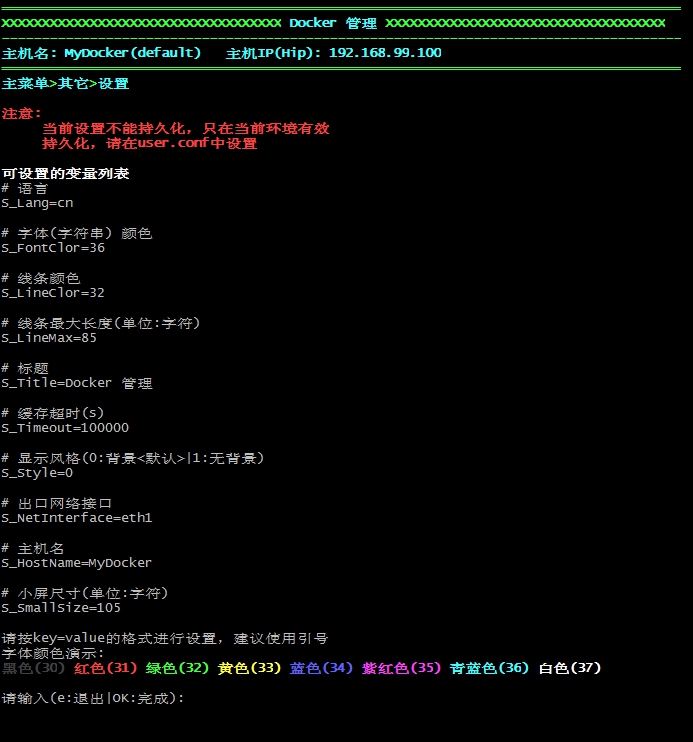 XXXXXXXXXXXXXXXXXXXXXXXXXXXXXXXXXXX Docker 管理 XXXXXXXXXXXXXXXXXXXXXXXXXXXXXXXXXXX
主机名: MyDocker(default)   主机IP(Hip): 192.168.99.100
主菜单>其它>设置
注意:
当前设置不能持久化, 只在当前环境有效
持久化, 请在user.conf中设置
可设置的变量列表
# 语言
S_Lang=cn
# 字体(字符串) 颜色
S_FontClor=36
# 线条颜色
S_LineClor=32
# 线条最大长度(单位:字符)
S_LineMax=85
# 标题
S_Title=Docker 管理
# 缓存超时(s)
S_Timeout=100000
# 显示风格(0:背景<默认>|1:无背景)
S_Style=0
# 出口网络接口
S_NetInterface=eth1
# 主机名
S_HostName=MyDocker
# 小屏尺寸(单位:字符)
S_SmallSize=105
请按key=value的格式进行设置, 建议使用引号
字体颜色演示:
黑色(30) 红色(31) 绿色(32) 黄色(33) 蓝色(34) 紫红色(35) 青蓝色(36) 白色(37)
请输入(e:退出|OK:完成):